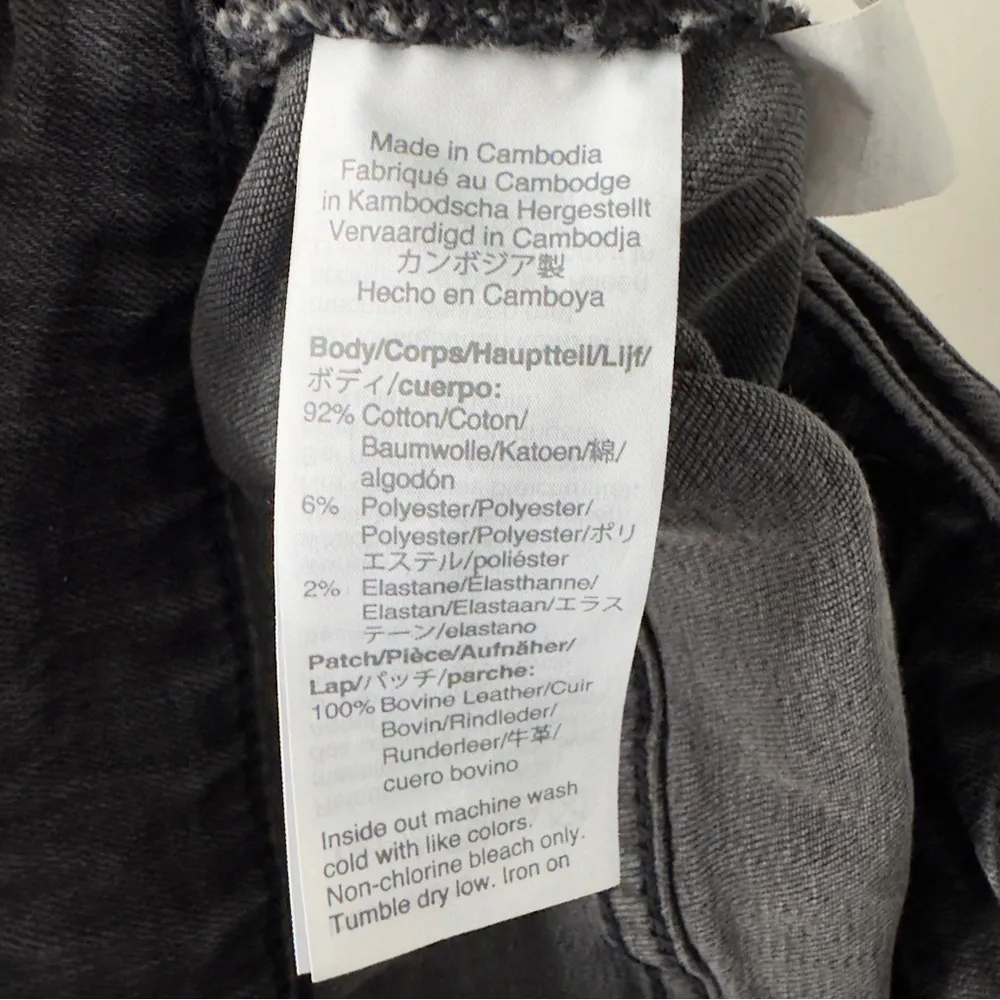 Made in Cambodia
Fabriqué au Cambodge
in Kambodscha Hergestellt
Vervaardigd in Cambodja
カンボジア製
Hecho en Camboya
Body/Corps/Hauptteil/Lijf/
ボディ/cuerpo:
92% Cotton/Coton/
Baumwolle/Katoen/綿/
algodón
6% Polyester/Polyester/
Polyester/Polyester/ポリ
エステル/poliéster
2% Elastane/Elasthanne/
Elastan/Elastaan/エラス
テーン/elastano
Patch/Pièce/Aufnäher/
Lap/パッチ/parche:
100% Bovine Leather/Cuir
Bovin/Rindleder/
Runderleer/牛革/
cuero bovino
Inside out machine wash
cold with like colors.
Non-chlorine bleach only.
Tumble dry low. Iron on